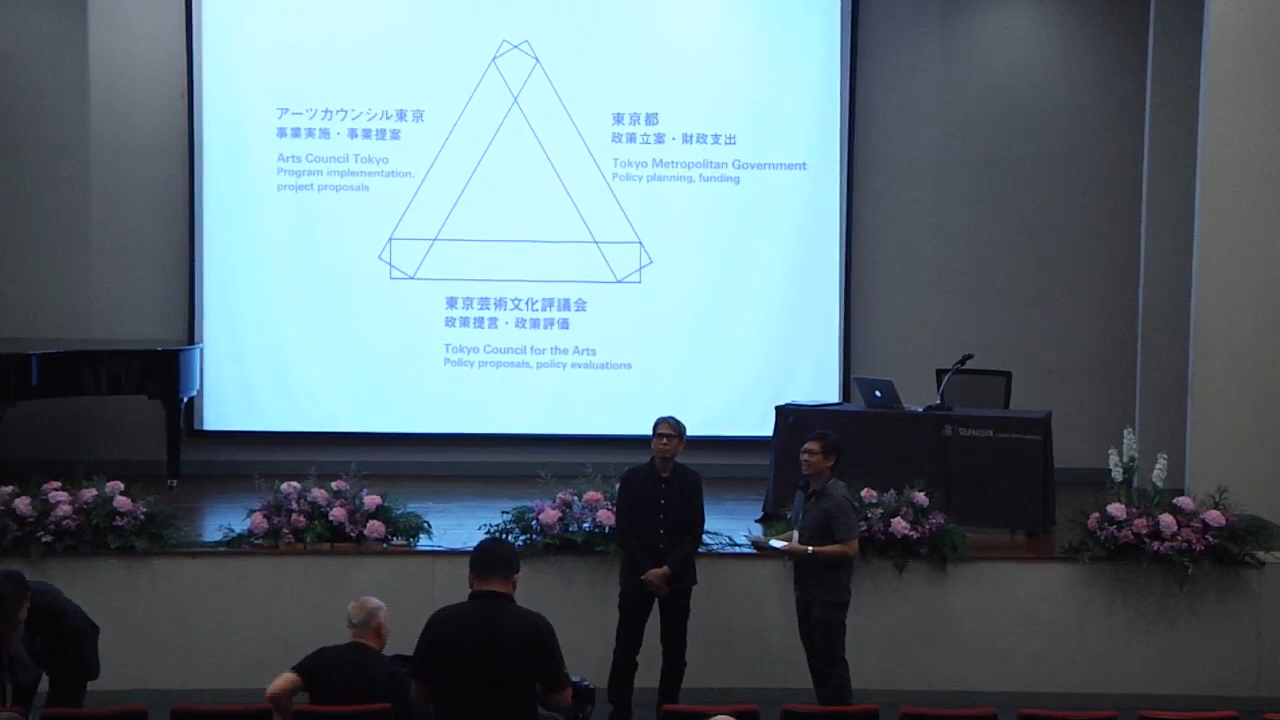 アーツカウンシル東京
事業実施・事業提案
Arts Council Tokyo
Program implementation,
project proposals
東京都
政策立案・財政支出
Tokyo Metropolitan Government
Policy planning, funding
東京芸術文化評議会
政策提言・政策評価
Tokyo Council for the Arts
Policy proposals, policy evaluations
SILPAKORN